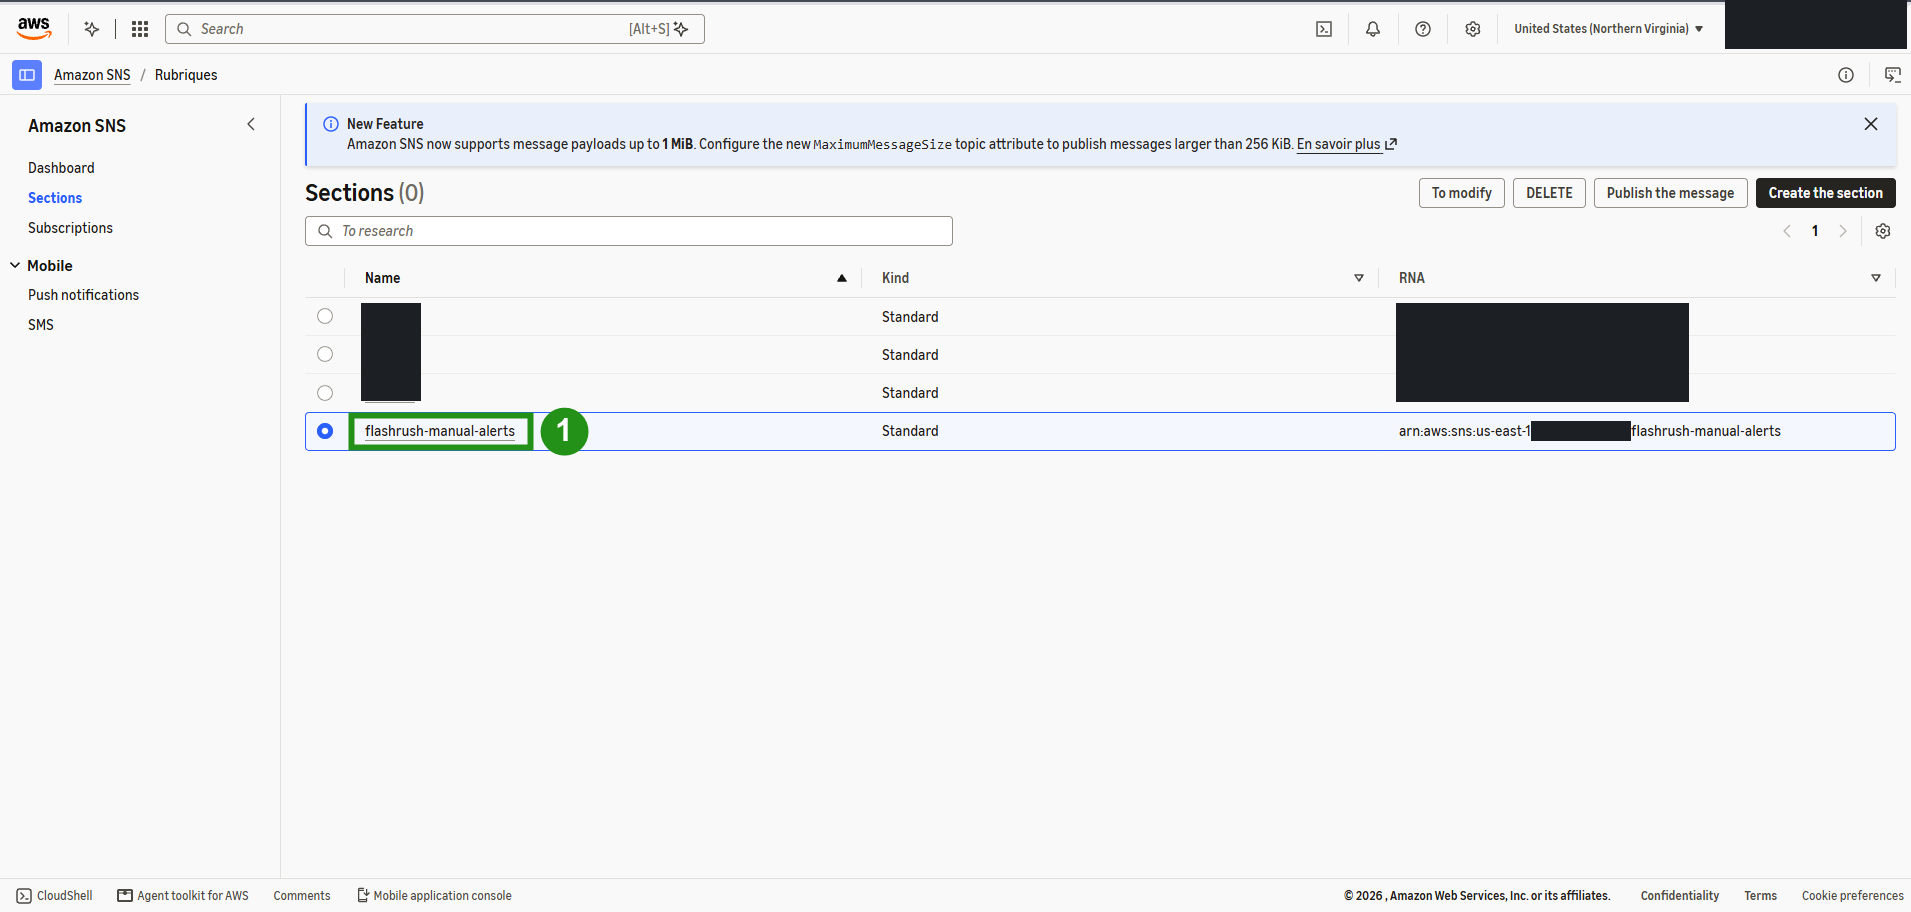 aws
Search [Alt+S]
United States (Northern Virginia)
Amazon SNS / Rubriques
Amazon SNS
Dashboard
Sections
Subscriptions
Mobile
Push notifications
SMS
New Feature
Amazon SNS now supports message payloads up to 1 MiB. Configure the new MaximumMessageSize topic attribute to publish messages larger than 256 KiB. En savoir plus
Sections (0)
To modify
DELETE
Publish the message
Create the section
To research
1
Name Kind RNA
Standard
Standard
Standard
flashrush-manual-alerts 1 Standard arn:aws:sns:us-east-1 flashrush-manual-alerts
CloudShell Agent toolkit for AWS Comments Mobile application console © 2026 , Amazon Web Services, Inc. or its affiliates. Confidentiality Terms Cookie preferences